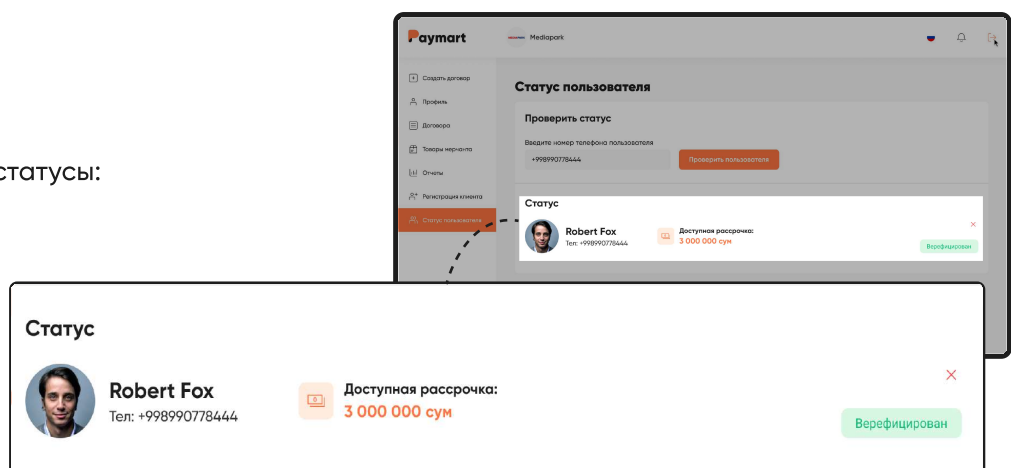 Paymart
Mediapark
Создать договор
Профиль
Договора
Товары мерчанта
Отчеты
Регистрация клиента
Статус пользователя
Статус пользователя
Проверить статус
Введите номер телефона пользователя
+998990778444
Проверить пользователя
Статус
Robert Fox
Тел: +998990778444
Доступная рассрочка:
3 000 000 сум
Верефицирован
статусы:
Статус
Robert Fox
Тел: +998990778444
Доступная рассрочка:
3 000 000 сум
Верефицирован